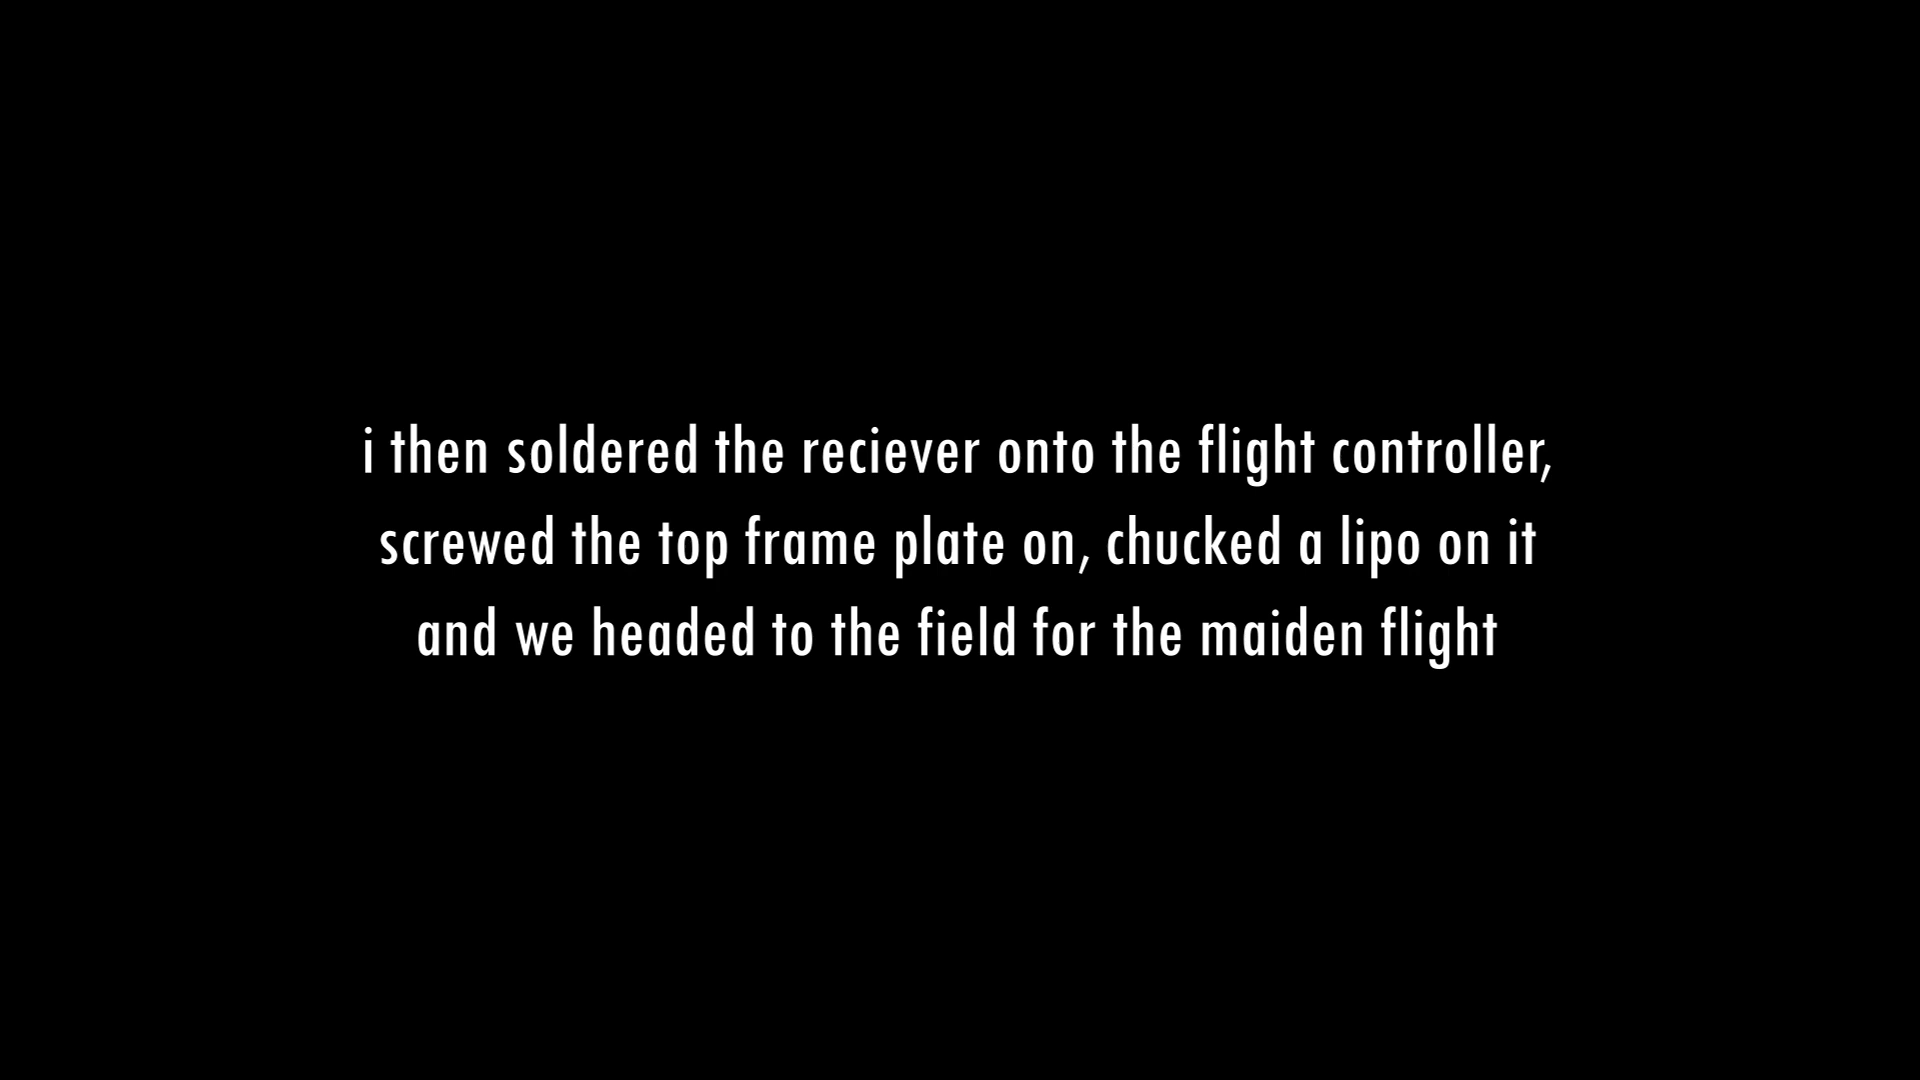 i then soldered the reciever onto the flight controller,
screwed the top frame plate on, chucked a lipo on it
and we headed to the field for the maiden flight